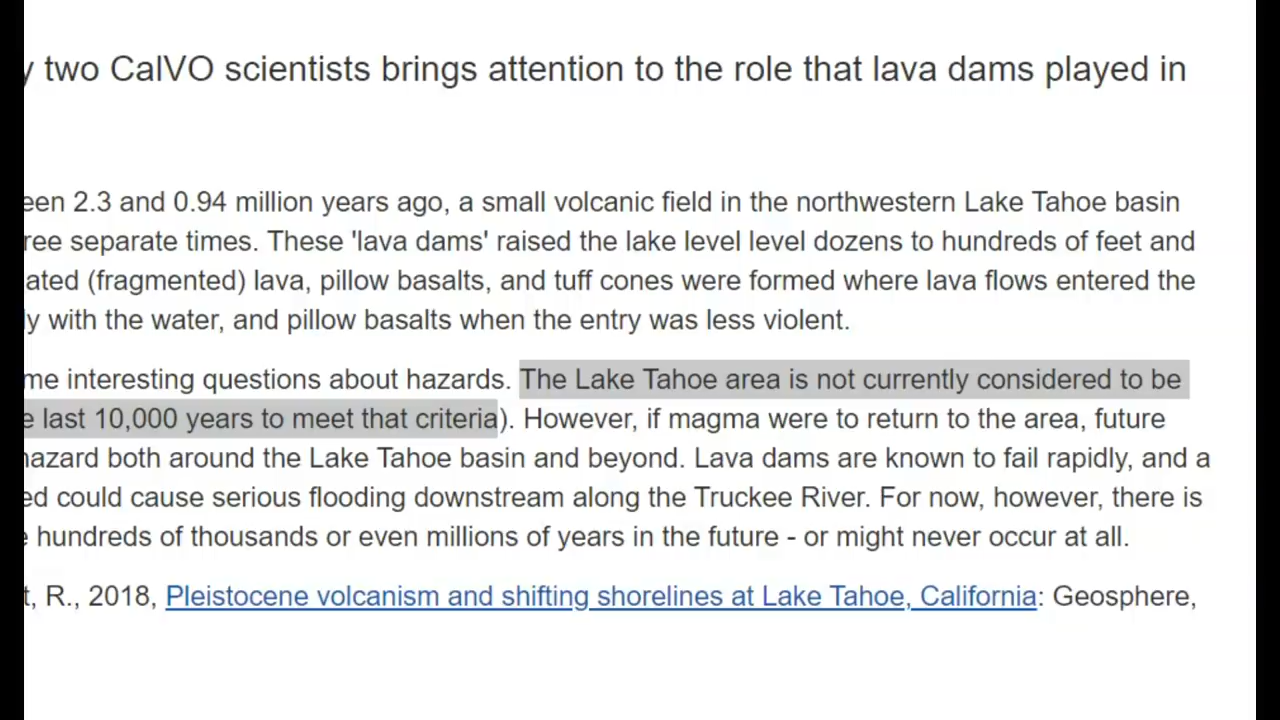 two CalVO scientists brings attention to the role that lava dams played in
2.3 and 0.94 million years ago, a small volcanic field in the northwestern Lake Tahoe basin
separate times. These 'lava dams' raised the lake level level dozens to hundreds of feet and
(fragmented) lava, pillow basalts, and tuff cones were formed where lava flows entered the
with the water, and pillow basalts when the entry was less violent.
interesting questions about hazards. The Lake Tahoe area is not currently considered to be
last 10,000 years to meet that criteria). However, if magma were to return to the area, future
hazard both around the Lake Tahoe basin and beyond. Lava dams are known to fail rapidly, and a
could cause serious flooding downstream along the Truckee River. For now, however, there is
hundreds of thousands or even millions of years in the future - or might never occur at all.
R., 2018, Pleistocene volcanism and shifting shorelines at Lake Tahoe, California: Geosphere,